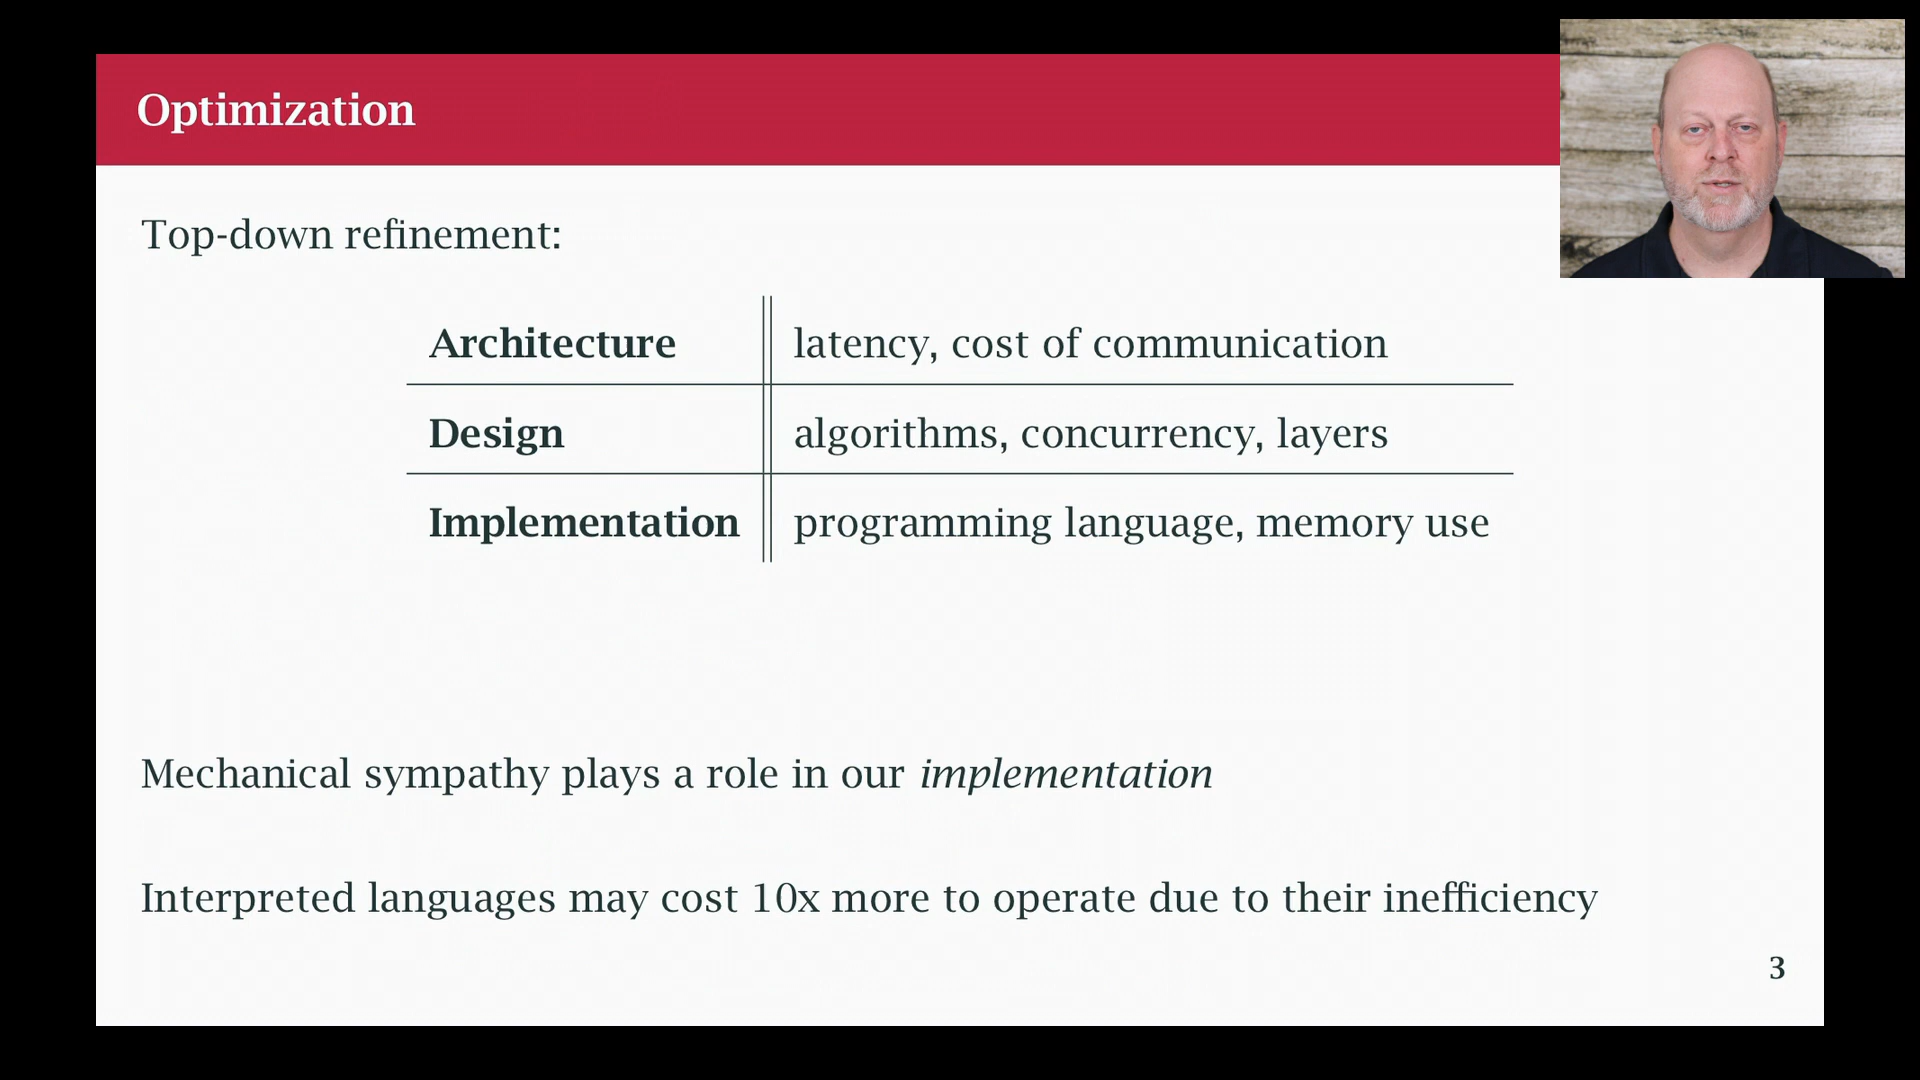 Optimization
Top-down refinement:
Architecture latency, cost of communication
Design algorithms, concurrency, layers
Implementation programming language, memory use
Mechanical sympathy plays a role in our implementation
Interpreted languages may cost 10x more to operate due to their inefficiency
3